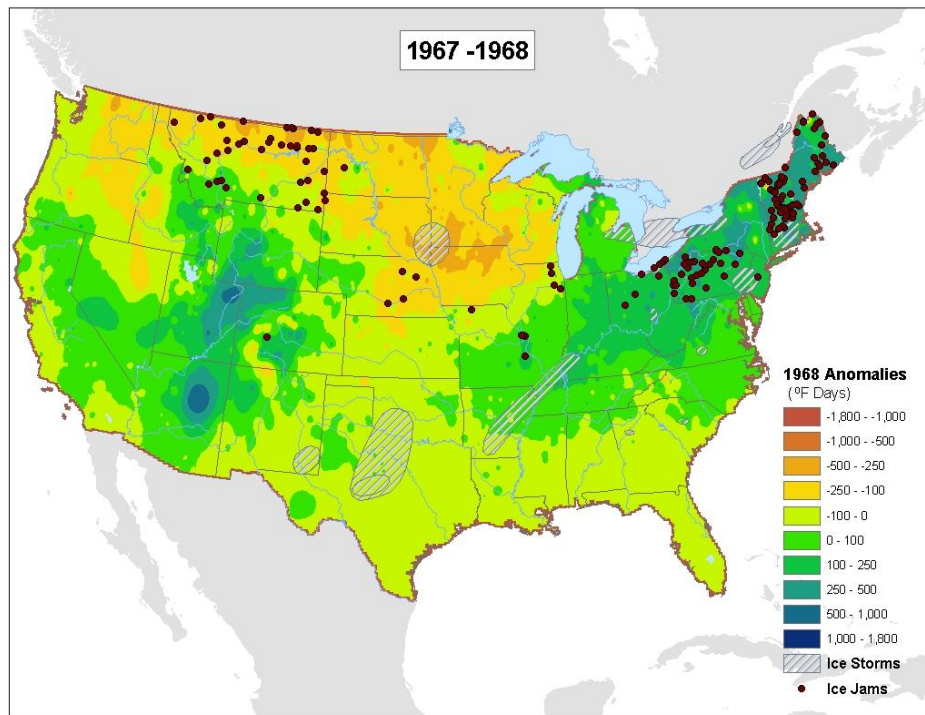 1967 -1968
1968 Anomalies
(ºF Days)
-1,800 - -1,000
-1,000 - -500
-500 - -250
-250 - -100
-100 - 0
0 - 100
100 - 250
250 - 500
500 - 1,000
1,000 - 1,800
Ice Storms
Ice Jams